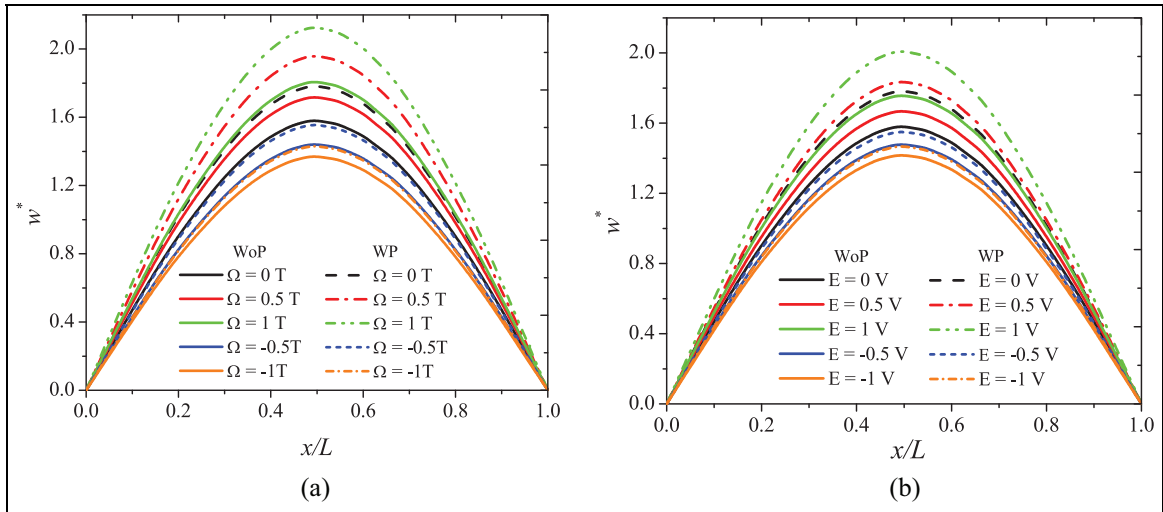 2.0
1.6
1.2
0.8
0.4
0.0
w*
WoP WP
Ω = 0 T Ω = 0 T
Ω = 0.5 T Ω = 0.5 T
Ω = 1 T Ω = 1 T
Ω = -0.5T Ω = -0.5T
Ω = -1T Ω = -1T
0.0 0.2 0.4 0.6 0.8 1.0
x/L
(a)
2.0
1.6
1.2
0.8
0.4
0.0
w*
WoP WP
E = 0 V E = 0 V
E = 0.5 V E = 0.5 V
E = 1 V E = 1 V
E = -0.5 V E = -0.5 V
E = -1 V E = -1 V
0.0 0.2 0.4 0.6 0.8 1.0
x/L
(b)